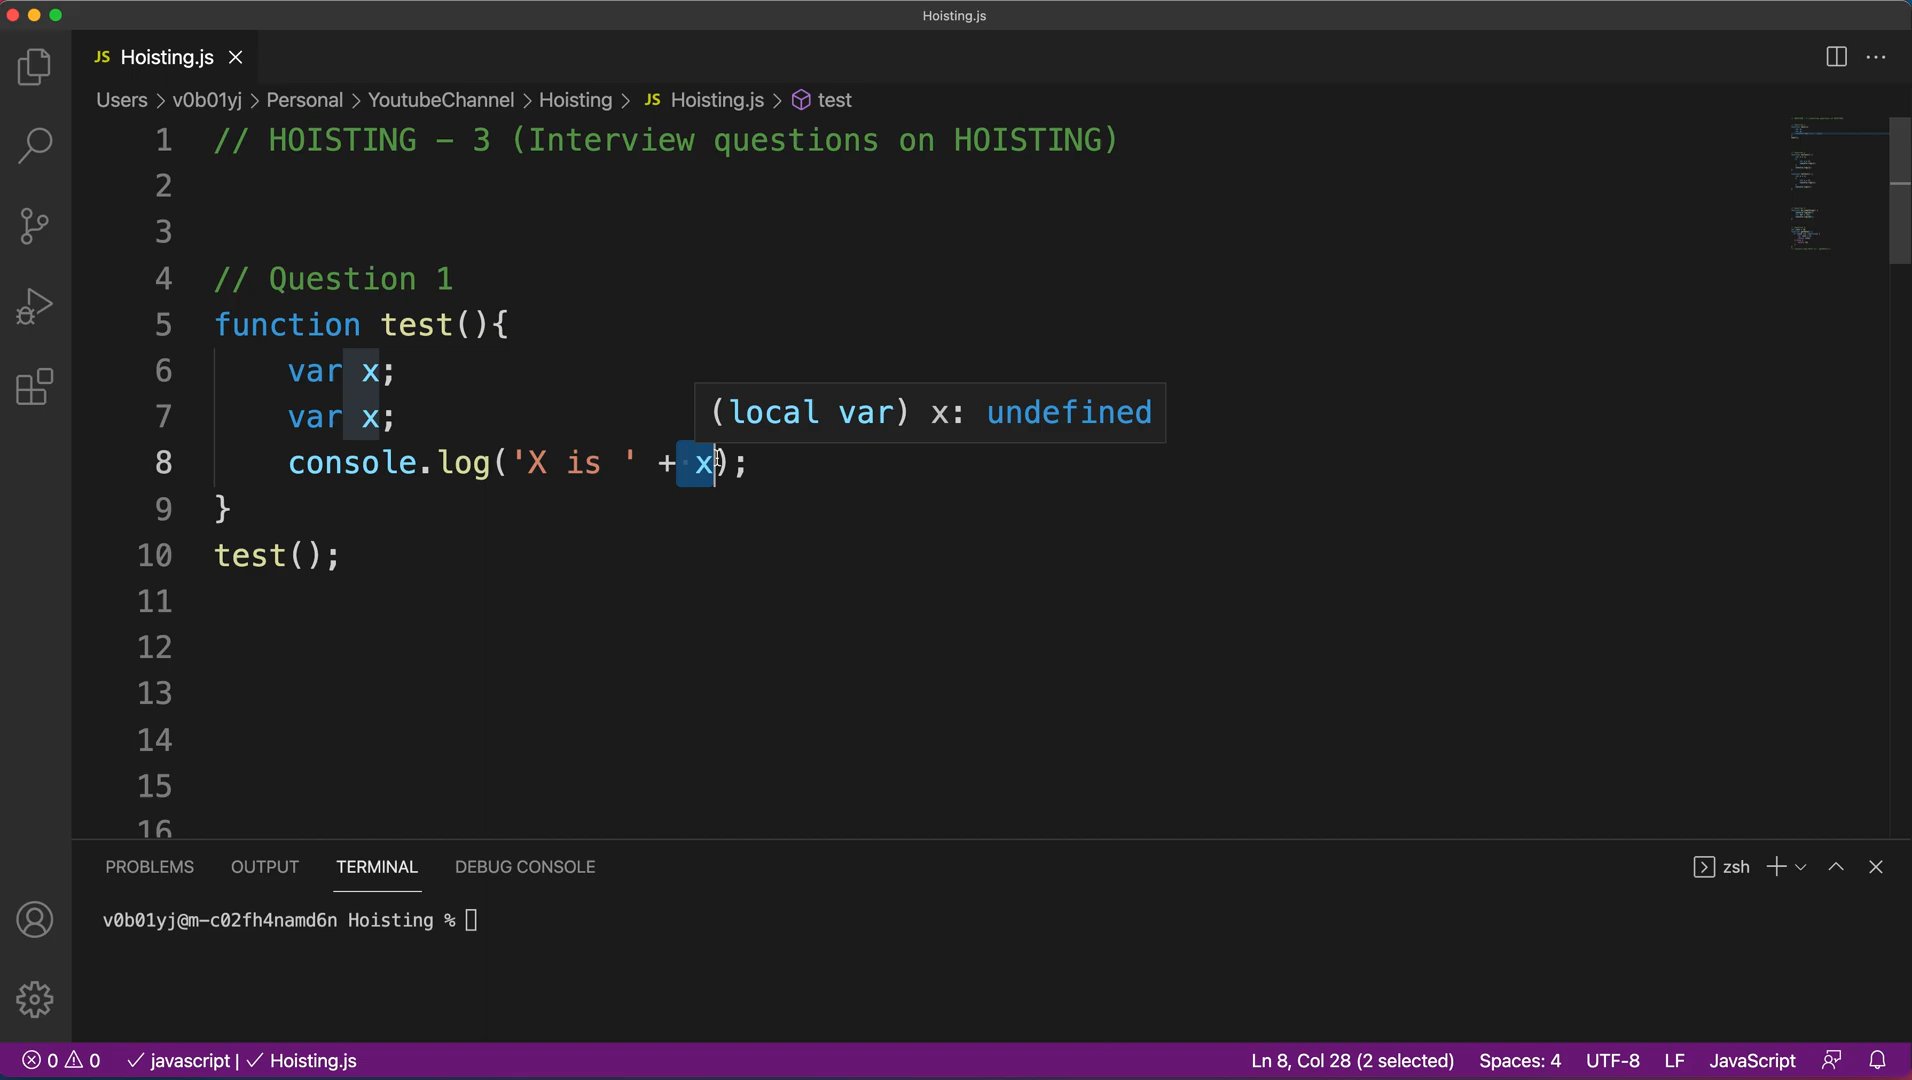 Hoisting.js
JS Hoisting.js
Users > v0b01yj > Personal > YoutubeChannel > Hoisting > JS Hoisting.js > test
1 // HOISTING - 3 (Interview questions on HOISTING)
2
3
4 // Question 1
5 function test(){
6 var x;
7 var x;
(local var) x: undefined
8 console.log('X is ' + x);
9 }
10 test();
11
12
13
14
15
16
PROBLEMS OUTPUT TERMINAL DEBUG CONSOLE zsh
v0b01yj@m-c02fh4namd6n Hoisting %
0 0 javascript | Hoisting.js Ln 8, Col 28 (2 selected) Spaces: 4 UTF-8 LF JavaScript